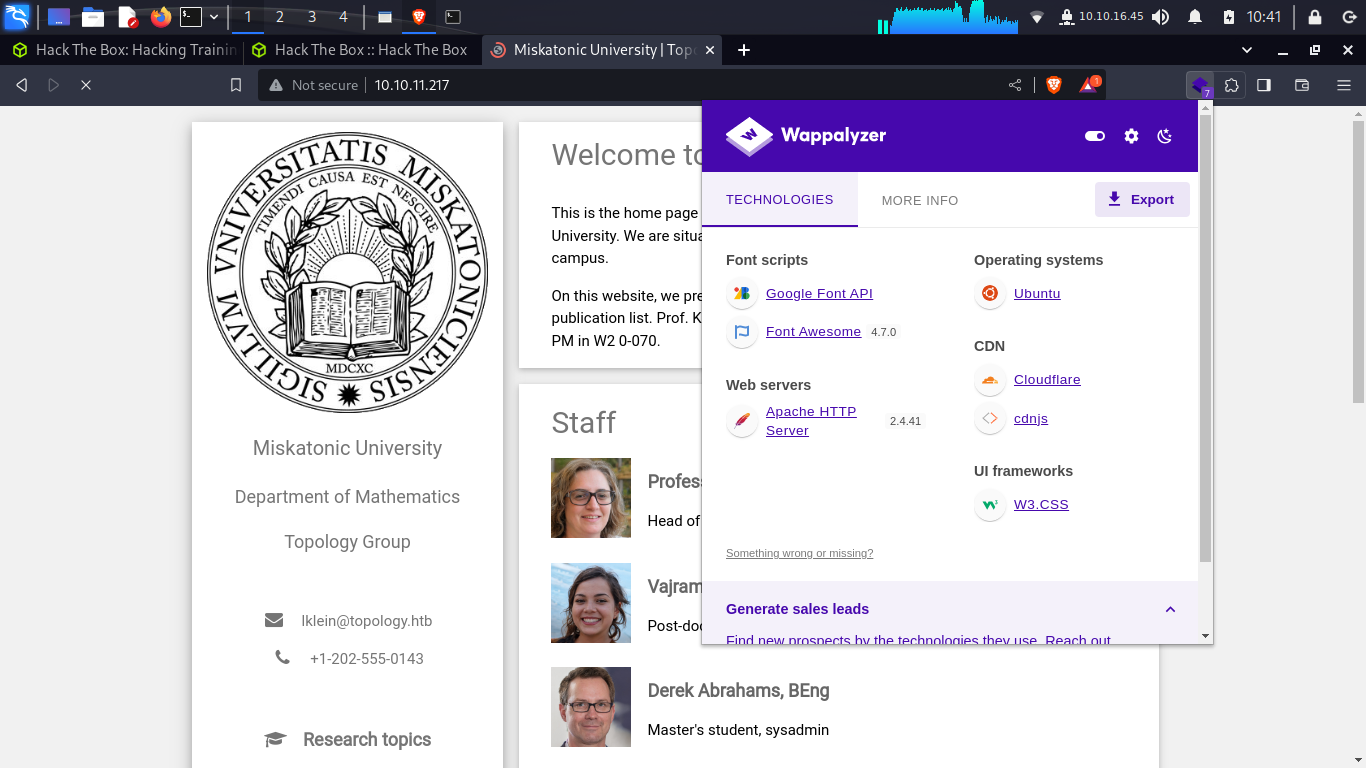 1 2 3 4 10.10.16.45 10:41
Hack The Box: Hacking Trainin Hack The Box :: Hack The Box Miskatonic University | Top
Not secure 10.10.11.217 1 7
UNIVERSITATIS MISKATONICIENSIS SIGILLVM
TIMENDI CAUSA EST NESCIRE
MDCXC
Miskatonic University
Department of Mathematics
Topology Group
lklein@topology.htb
+1-202-555-0143
Research topics
Welcome to
This is the home page
University. We are situa
campus.
On this website, we pre
publication list. Prof. K
PM in W2 0-070.
Staff
Profess
Head of
Vajram
Post-doc
Derek Abrahams, BEng
Master's student, sysadmin
Wappalyzer
TECHNOLOGIES MORE INFO Export
Font scripts
Google Font API
Font Awesome 4.7.0
Web servers
Apache HTTP
Server 2.4.41
Operating systems
Ubuntu
CDN
Cloudflare
cdnjs
UI frameworks
W3.CSS
Something wrong or missing?
Generate sales leads
Find new prospects by the technologies they use. Reach out